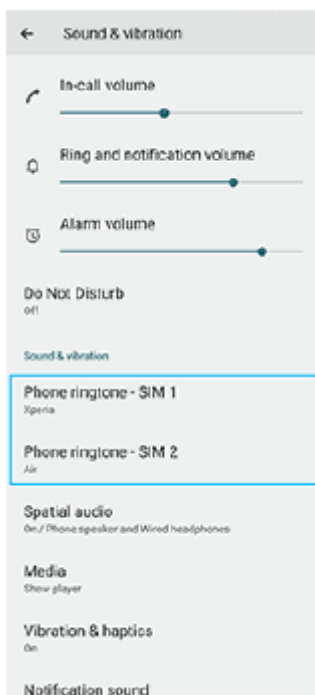 Sound & vibration
In-call volume
Ring and notification volume
Alarm volume
Do Not Disturb
Off
Sound & vibration
Phone ringtone - SIM 1
Xperia
Phone ringtone - SIM 2
Air
Spatial audio
On / Phone speaker and Wired headphones
Media
Show player
Vibration & haptics
On
Notification sound